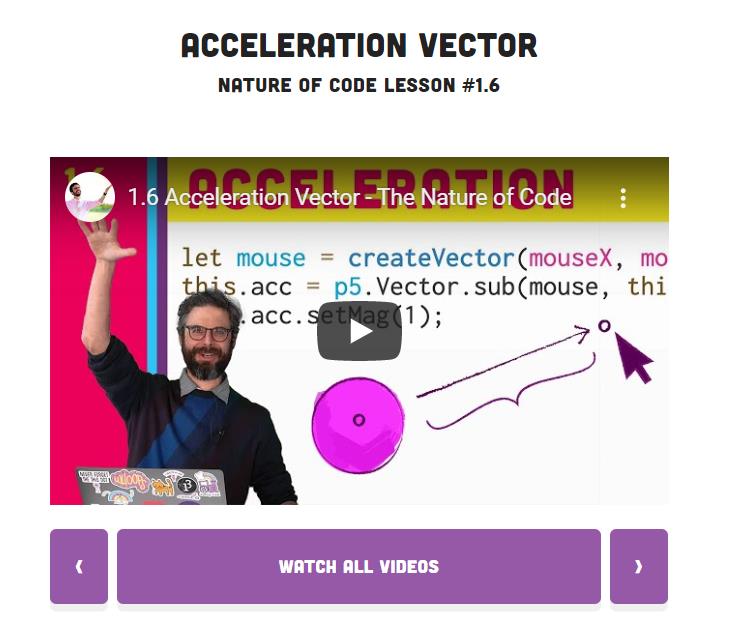 ACCELERATION VECTOR
NATURE OF CODE LESSON #1.6
ACCELERATION
1.6 Acceleration Vector - The Nature of Code
let mouse = createVector(mouseX, mo
this.acc = p5.Vector.sub(mouse, thi
.acc.setMag(1);
WATCH ALL VIDEOS